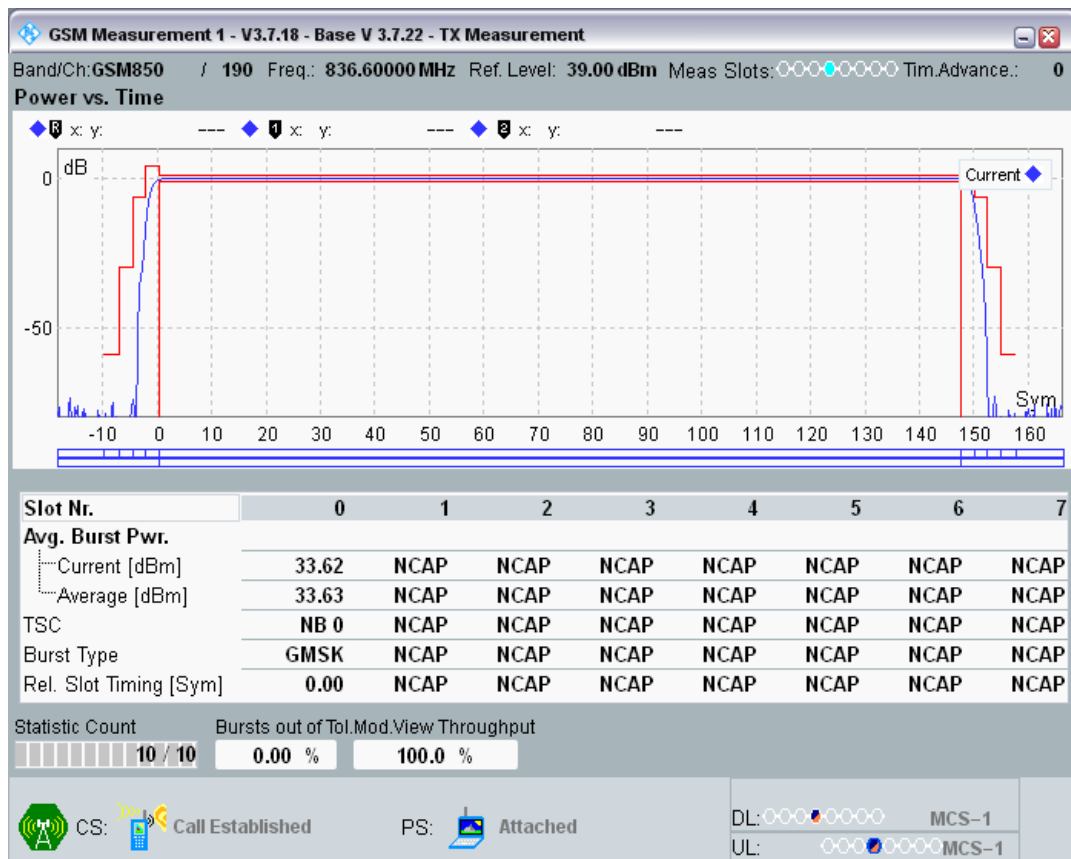 GSM Measurement 1 - V3.7.18 - Base V 3.7.22 - TX Measurement
Band/Ch:GSM850 / 190 Freq.: 836.60000 MHz Ref. Level: 39.00 dBm Meas Slots: Tim.Advance.: 0
Power vs. Time
R x: y: --- 1 x: y: --- 2 x: y: ---
dB
Current
0
-50
Sym
-10 0 10 20 30 40 50 60 70 80 90 100 110 120 130 140 150 160
Slot Nr. 0 1 2 3 4 5 6 7
Avg. Burst Pwr.
Current [dBm] 33.62 NCAP NCAP NCAP NCAP NCAP NCAP NCAP
Average [dBm] 33.63 NCAP NCAP NCAP NCAP NCAP NCAP NCAP
TSC NB 0 NCAP NCAP NCAP NCAP NCAP NCAP NCAP
Burst Type GMSK NCAP NCAP NCAP NCAP NCAP NCAP NCAP
Rel. Slot Timing [Sym] 0.00 NCAP NCAP NCAP NCAP NCAP NCAP NCAP
Statistic Count Bursts out of Tol.Mod.View Throughput
10 / 10 0.00 % 100.0 %
CS: Call Established PS: Attached
DL: MCS-1
UL: MCS-1